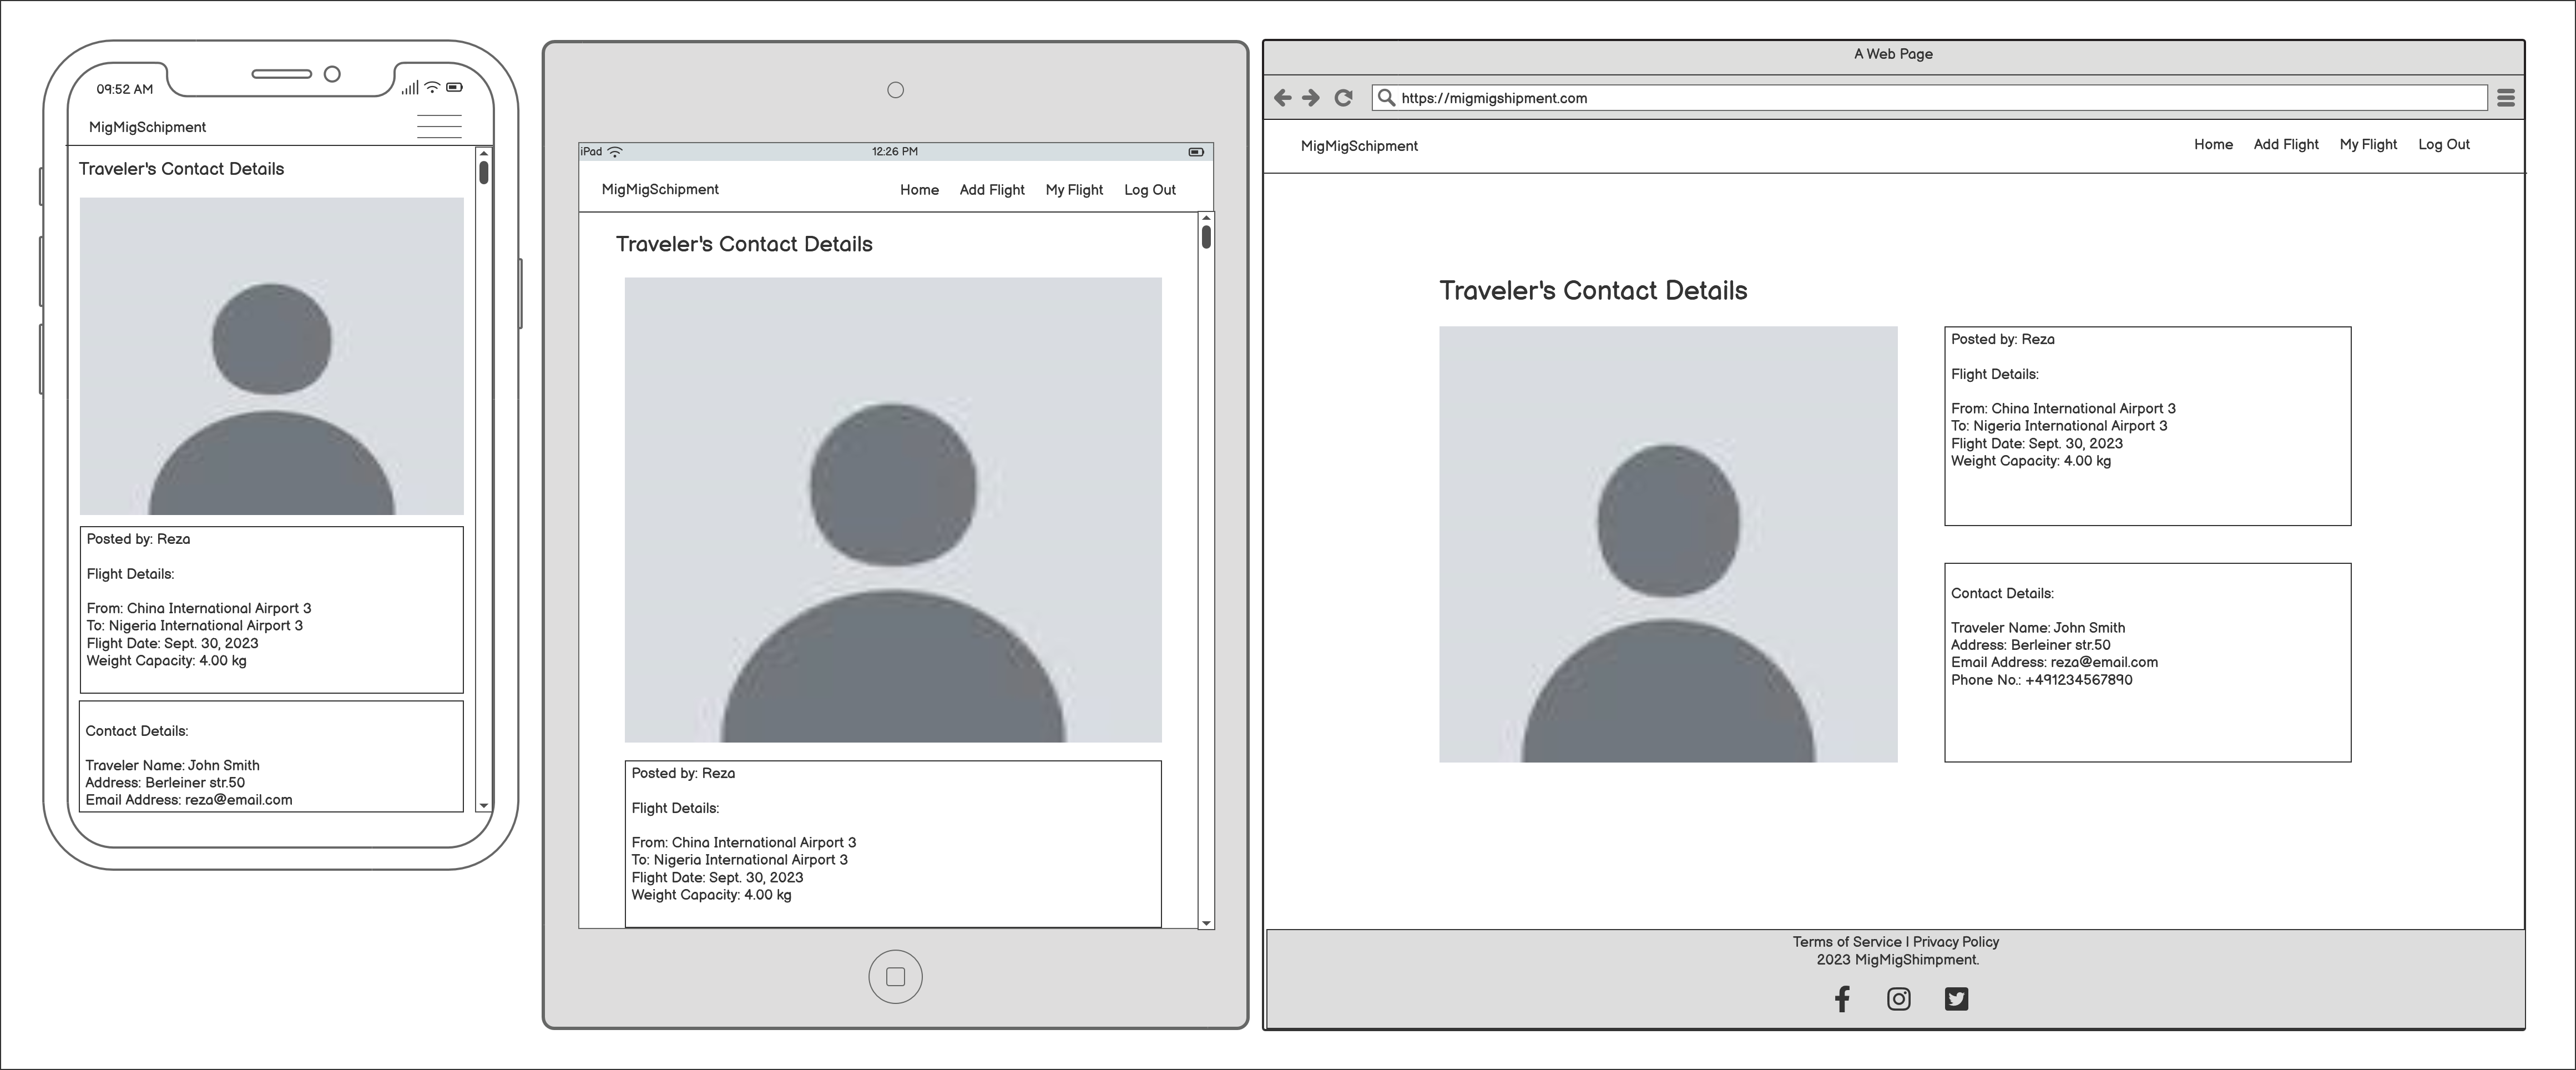 09:52 AM
MigMigSchipment
Traveler's Contact Details
Posted by: Reza
Flight Details:
From: China International Airport 3
To: Nigeria International Airport 3
Flight Date: Sept. 30, 2023
Weight Capacity: 4.00 kg
Contact Details:
Traveler Name: John Smith
Address: Berleiner str.50
Email Address: reza@email.com
iPad 12:26 PM
MigMigSchipment Home Add Flight My Flight Log Out
Traveler's Contact Details
Posted by: Reza
Flight Details:
From: China International Airport 3
To: Nigeria International Airport 3
Flight Date: Sept. 30, 2023
Weight Capacity: 4.00 kg
A Web Page
https://migmigshipment.com
MigMigSchipment Home Add Flight My Flight Log Out
Traveler's Contact Details
Posted by: Reza
Flight Details:
From: China International Airport 3
To: Nigeria International Airport 3
Flight Date: Sept. 30, 2023
Weight Capacity: 4.00 kg
Contact Details:
Traveler Name: John Smith
Address: Berleiner str.50
Email Address: reza@email.com
Phone No.: +491234567890
Terms of Service | Privacy Policy
2023 MigMigShimpment.